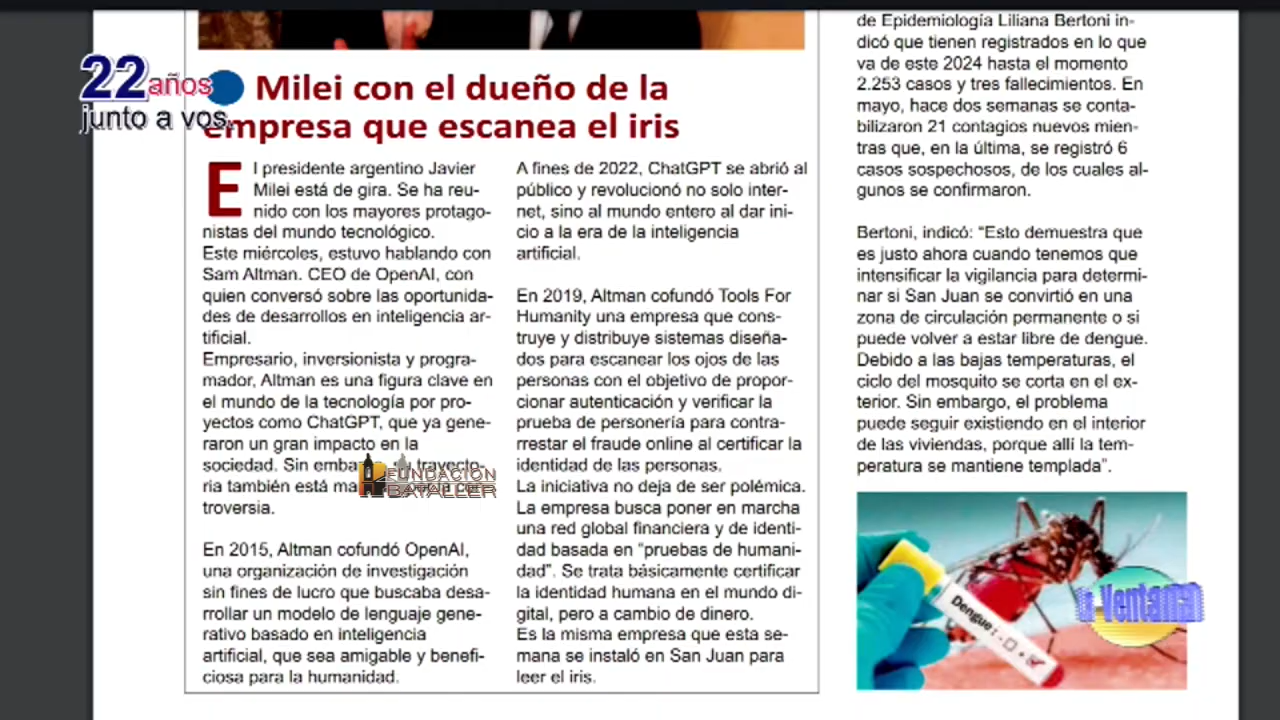 22 años
junto a vos.
Milei con el dueño de la
empresa que escanea el iris
El presidente argentino Javier
Milei está de gira. Se ha reu-
nido con los mayores protago-
nistas del mundo tecnológico.
Este miércoles, estuvo hablando con
Sam Altman. CEO de OpenAI, con
quien conversó sobre las oportunida-
des de desarrollos en inteligencia ar-
tificial.
Empresario, inversionista y progra-
mador, Altman es una figura clave en
el mundo de la tecnología por pro-
yectos como ChatGPT, que ya gene-
raron un gran impacto en la
sociedad. Sin trayecto-
ria también está
troversia.
FUNDACIÓN
BATALLER
En 2015, Altman cofundó OpenAI,
una organización de investigación
sin fines de lucro que buscaba desa-
rrollar un modelo de lenguaje gene-
rativo basado en inteligencia
artificial, que sea amigable y benefi-
ciosa para la humanidad.
A fines de 2022, ChatGPT se abrió al
público y revolucionó no solo inter-
net, sino al mundo entero al dar ini-
cio a la era de la inteligencia
artificial.
En 2019, Altman cofundó Tools For
Humanity una empresa que cons-
truye y distribuye sistemas diseña-
dos para escanear los ojos de las
personas con el objetivo de propor-
cionar autenticación y verificar la
prueba de personería para contra-
rrestar el fraude online al certificar la
identidad de las personas.
La iniciativa no deja de ser polémica.
La empresa busca poner en marcha
una red global financiera y de identi-
dad basada en "pruebas de humani-
dad". Se trata básicamente certificar
la identidad humana en el mundo di-
gital, pero a cambio de dinero.
Es la misma empresa que esta se-
mana se instaló en San Juan para
leer el iris.
de Epidemiología Liliana Bertoni in-
dicó que tienen registrados en lo que
va de este 2024 hasta el momento
2.253 casos y tres fallecimientos. En
mayo, hace dos semanas se conta-
bilizaron 21 contagios nuevos mien-
tras que, en la última, se registró 6
casos sospechosos, de los cuales al-
gunos se confirmaron.
Bertoni, indicó: “Esto demuestra que
es justo ahora cuando tenemos que
intensificar la vigilancia para determi-
nar si San Juan se convirtió en una
zona de circulación permanente o si
puede volver a estar libre de dengue.
Debido a las bajas temperaturas, el
ciclo del mosquito se corta en el ex-
terior. Sin embargo, el problema
puede seguir existiendo en el interior
de las viviendas, porque allí la tem-
peratura se mantiene templada”.
Dengue: - +
la Ventana